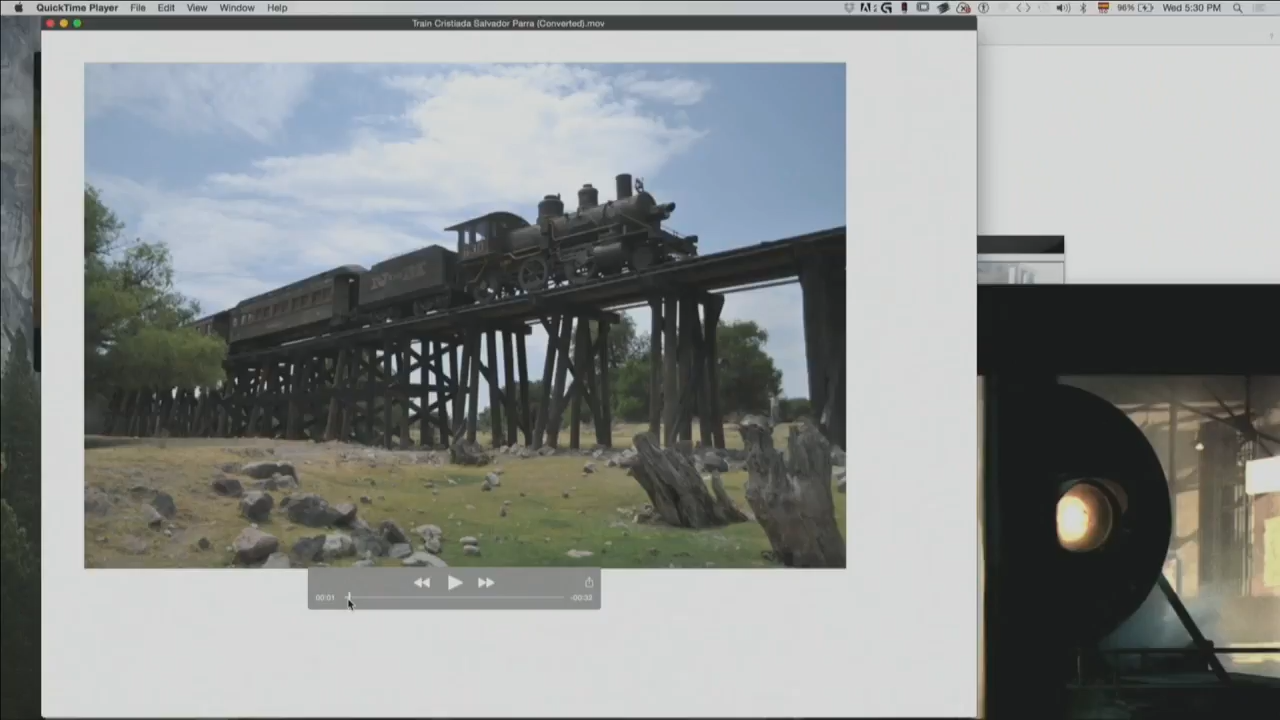 QuickTime Player File Edit View Window Help
96% Wed 5:30 PM
Train Cristiada Salvador Parra (Converted).mov
00:01
-00:33